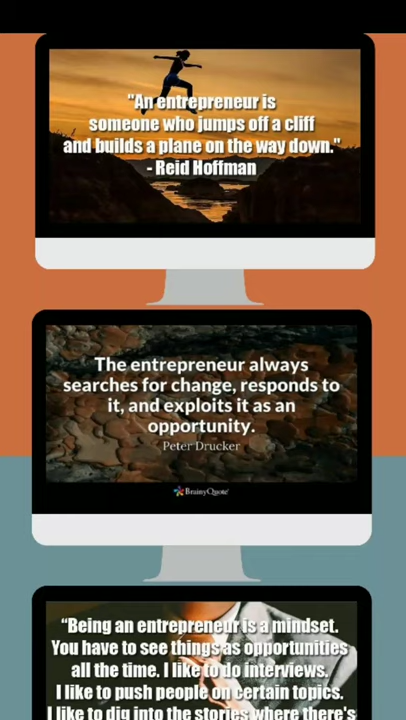 "An entrepreneur is
someone who jumps off a cliff
and builds a plane on the way down."
- Reid Hoffman
The entrepreneur always
searches for change, responds to
it, and exploits it as an
opportunity.
Peter Drucker
BrainyQuote
“Being an entrepreneur is a mindset.
You have to see things as opportunities
all the time. I like to do interviews.
I like to push people on certain topics.
I like to dig into the stories where there's